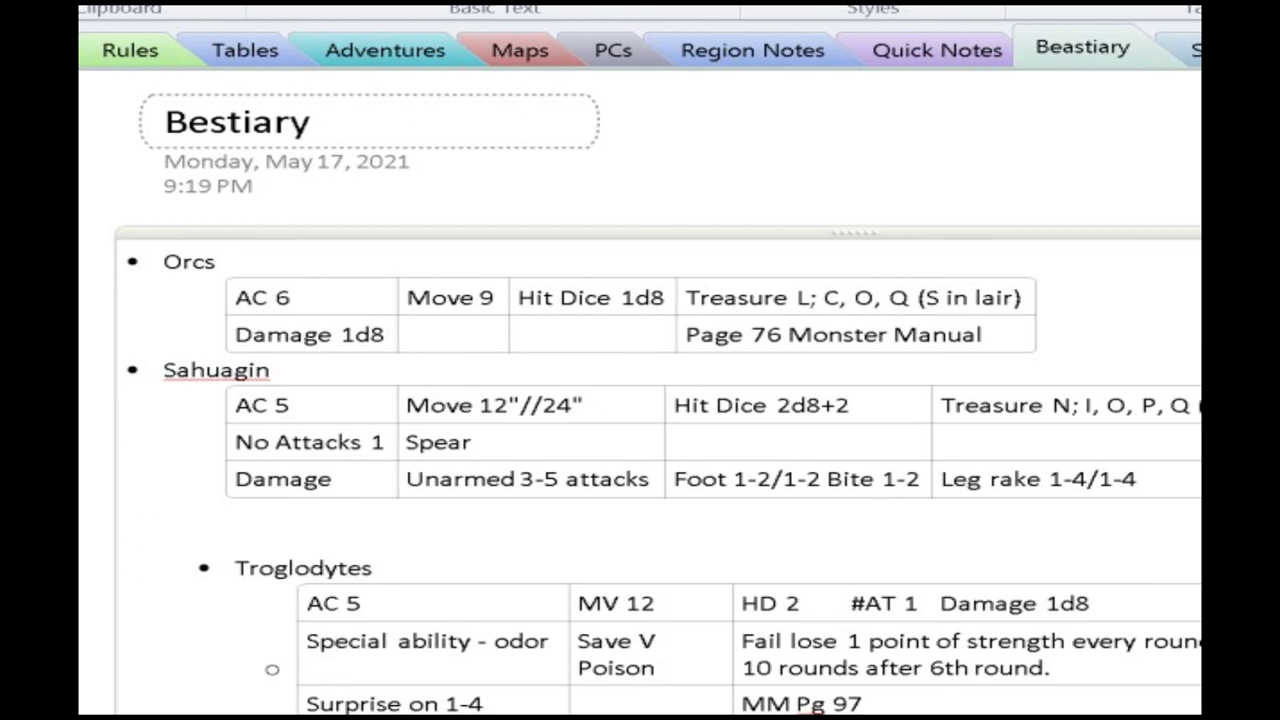 Clipboard Basic Text Styles
Rules Tables Adventures Maps PCs Region Notes Quick Notes Beastiary S
Bestiary
Monday, May 17, 2021
9:19 PM
• Orcs
AC 6 Move 9 Hit Dice 1d8 Treasure L; C, O, Q (S in lair)
Damage 1d8 Page 76 Monster Manual
• Sahuagin
AC 5 Move 12"//24" Hit Dice 2d8+2 Treasure N; I, O, P, Q (
No Attacks 1 Spear
Damage Unarmed 3-5 attacks Foot 1-2/1-2 Bite 1-2 Leg rake 1-4/1-4
• Troglodytes
AC 5 MV 12 HD 2 #AT 1 Damage 1d8
Special ability - odor Save V Fail lose 1 point of strength every roun
Poison 10 rounds after 6th round.
Surprise on 1-4 MM Pg 97